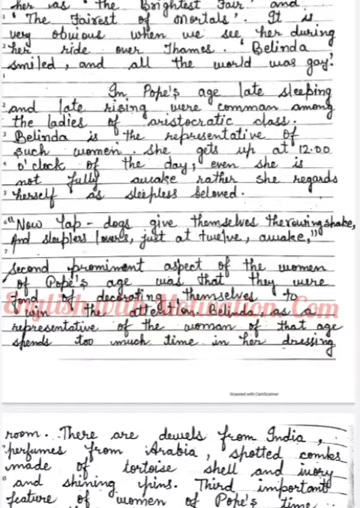 her as 'the Brightest Fair' and
'The Fairest of mortals'. It is
very obvious when we see her during
her ride over Thames. 'Belinda
smiled, and all the world was gay!
In Pope's age late sleeping
and late rising were comman among
the ladies of aristocratic class.
Belinda is the representative of
such women. She gets up at 12.00
o'clock of the day, even she is
not fully awake rather she regards
herself as sleepless beloved.
"Now lap-dogs give themselves the rouring shake,
And sleepless lovers, just at twelve, awake,"
second prominent aspect of the women
of Pope's age was that they were
fond of decorating themselves to
win the attention. Belinda as a
English with Motivation.Com
representative of the woman of that age
spends too much time in her dressing
Scanned with CamScanner
room. There are dewels from India,
perfumes from Arabia, spotted combs
made of tortoise shell and ivory
and shining pins. Third important
feature of women of Pope's time